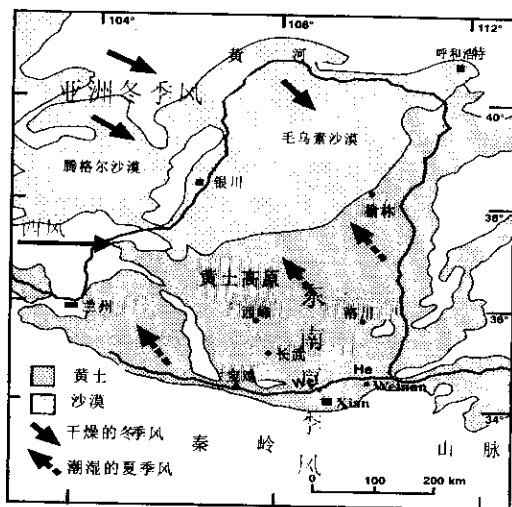 104° 108° 112°
黄 河
呼和浩特
亚洲冬季风
毛乌素沙漠
40°
腾格尔沙漠
银川
榆林
38°
西风
黄土高原
东南夏季风
兰州
西峰
洛川
36°
长武
宝鸡
Wei He
Weinan
Xian
34°
黄土
沙漠
干燥的冬季风
潮湿的夏季风
秦 岭 山 脉
0 100 200 km